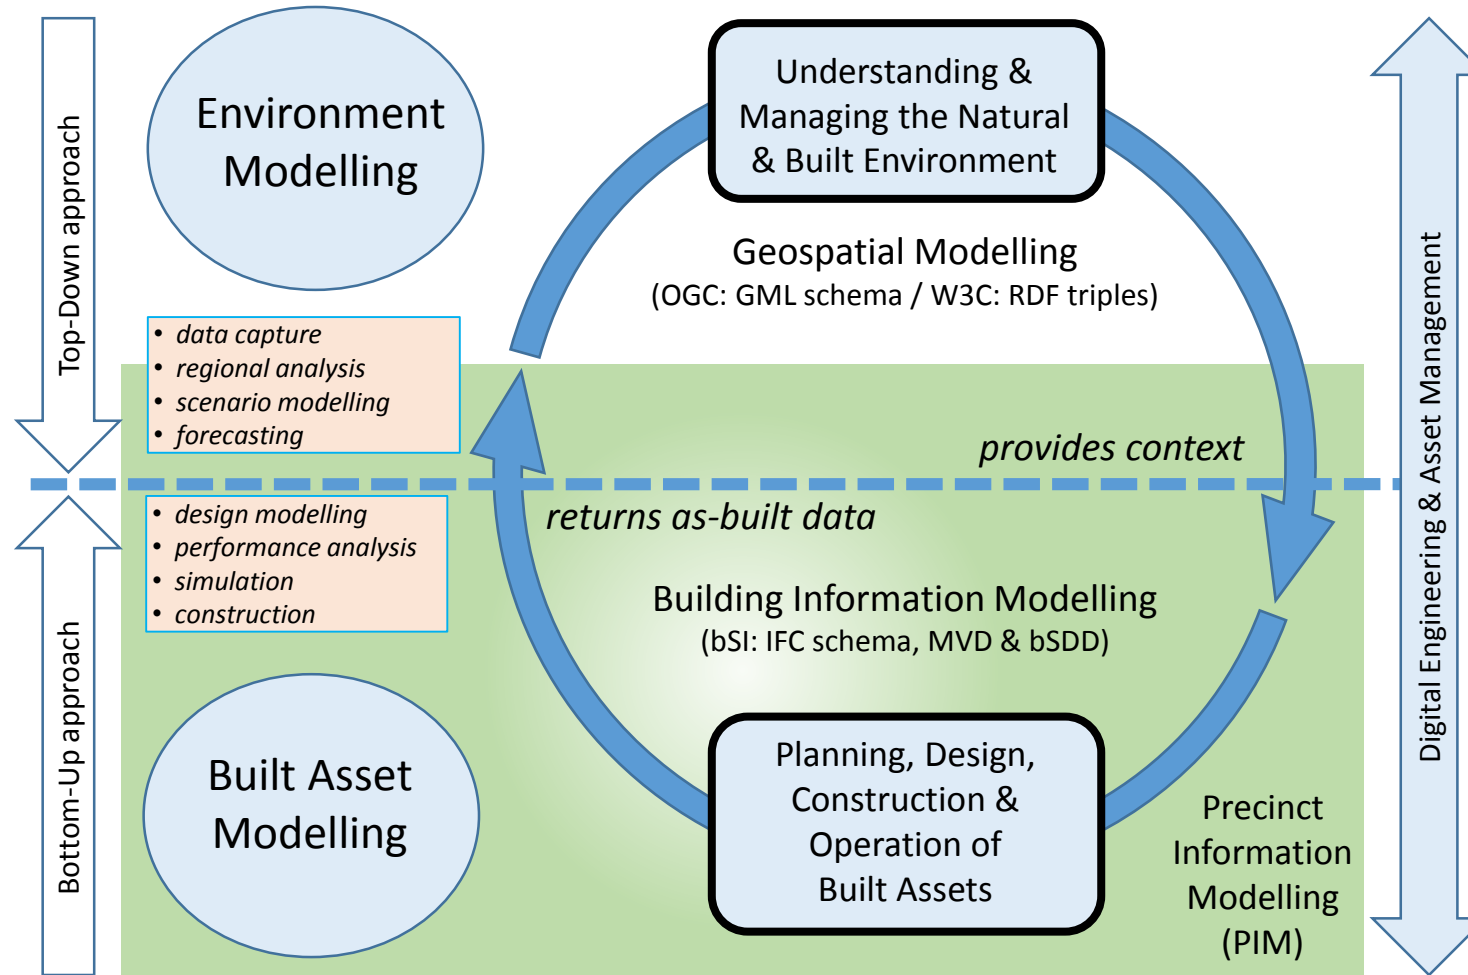 Top-Down approach
Environment
Modelling
• data capture
• regional analysis
• scenario modelling
• forecasting
Understanding &
Managing the Natural
& Built Environment
Geospatial Modelling
(OGC: GML schema / W3C: RDF triples)
provides context
returns as-built data
Bottom-Up approach
• design modelling
• performance analysis
• simulation
• construction
Built Asset
Modelling
Building Information Modelling
(bSI: IFC schema, MVD & bSDD)
Planning, Design,
Construction &
Operation of
Built Assets
Precinct
Information
Modelling
(PIM)
Digital Engineering & Asset Management